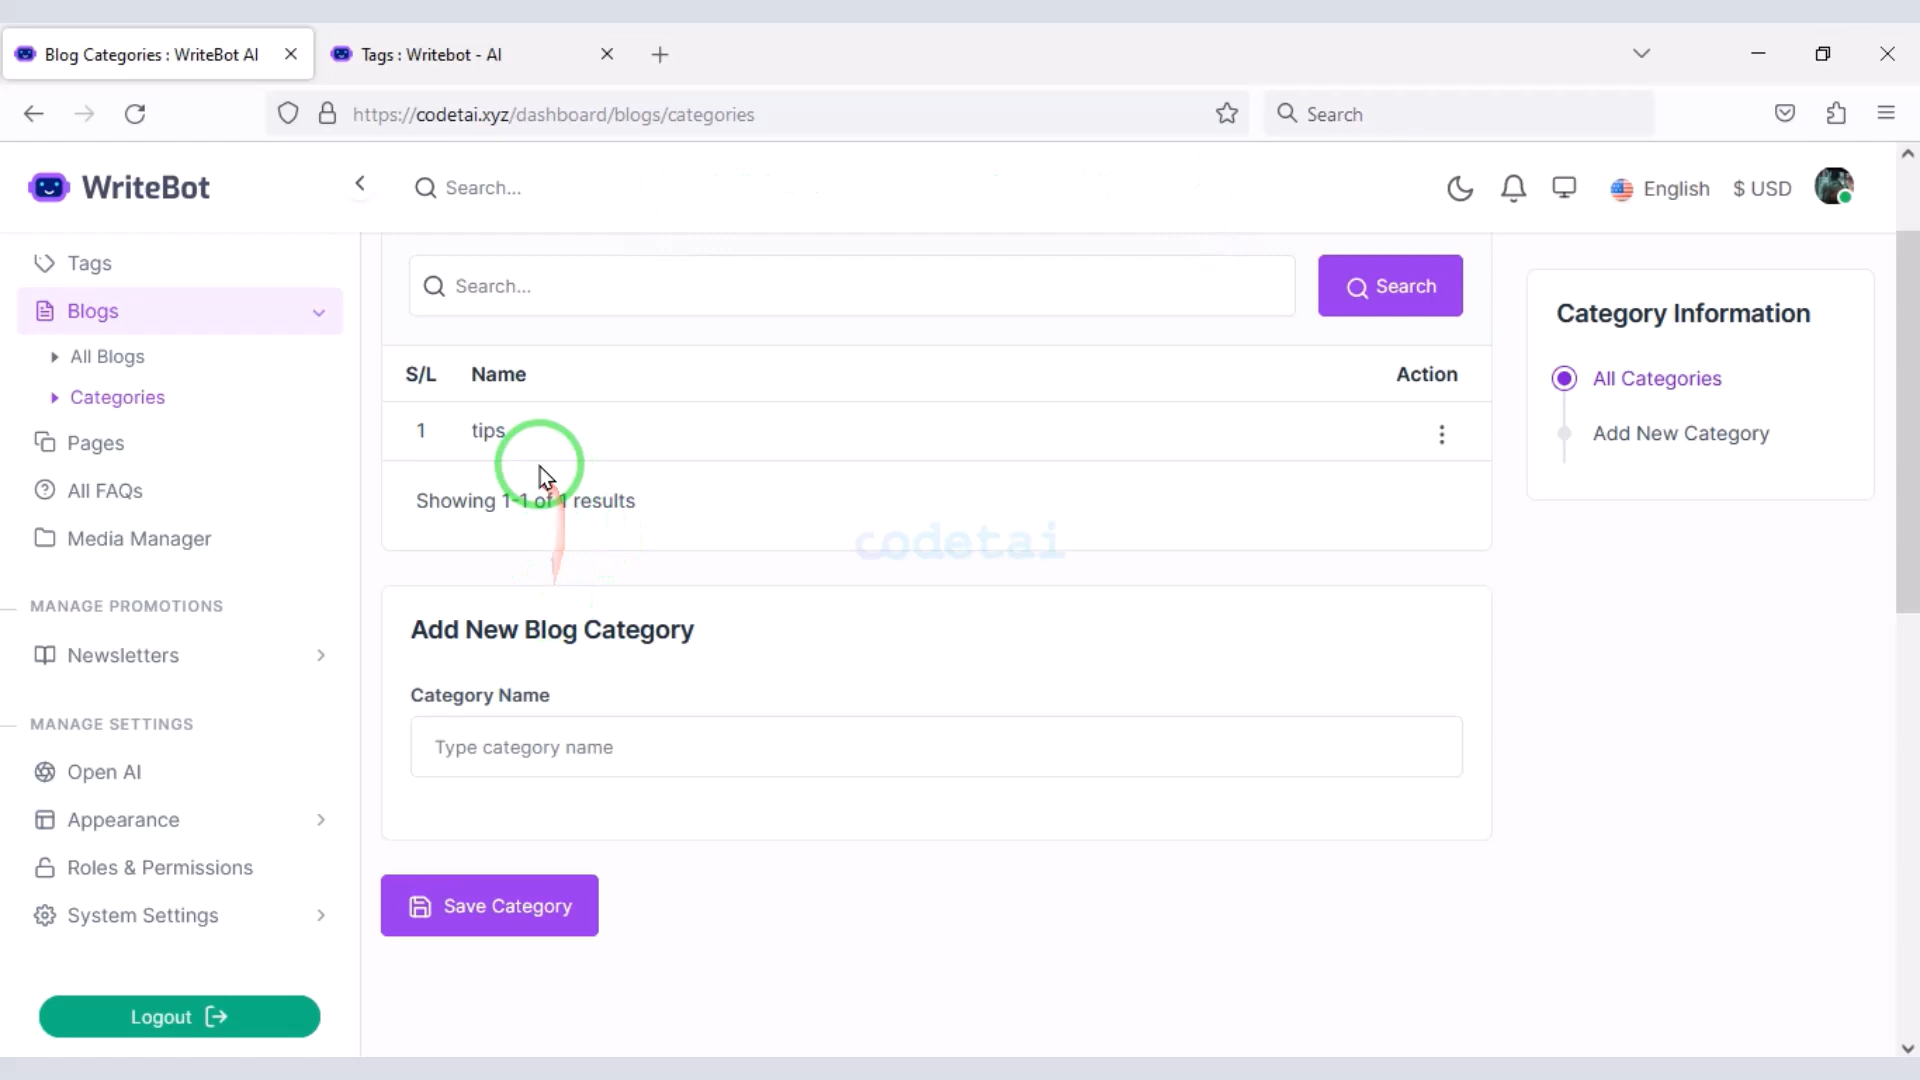 Blog Categories : WriteBot AI
Tags : Writebot - AI
https://codetai.xyz/dashboard/blogs/categories
Search
WriteBot
Search...
English
$ USD
Tags
Blogs
All Blogs
Categories
Pages
All FAQs
Media Manager
MANAGE PROMOTIONS
Newsletters
MANAGE SETTINGS
Open AI
Appearance
Roles & Permissions
System Settings
Logout
Search...
Search
S/L Name Action
1 tips
Showing 1-1 of 1 results
codetai
Add New Blog Category
Category Name
Type category name
Save Category
Category Information
All Categories
Add New Category